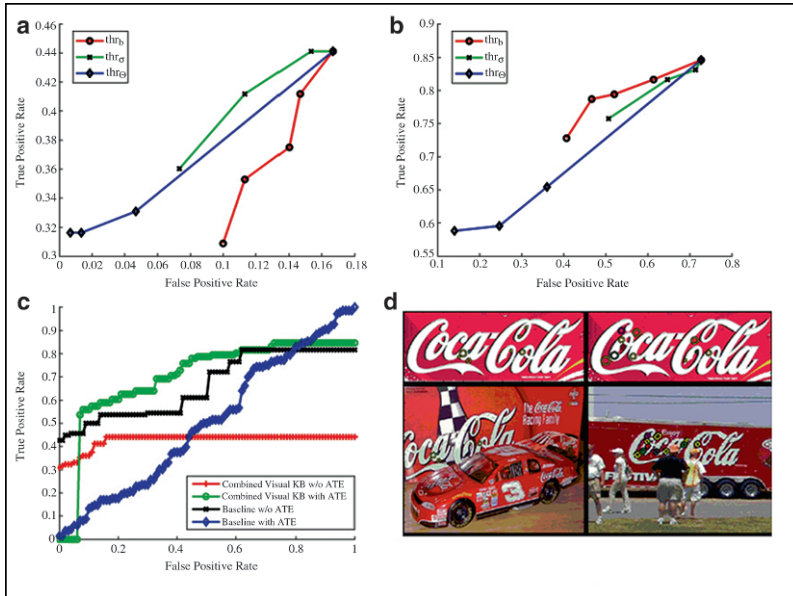 a
0.46
0.44
0.42
0.4
0.38
0.36
0.34
0.32
0.3
True Positive Rate
thr_b
thr_σ
thr_Θ
0
0.02
0.04
0.06
0.08
0.1
0.12
0.14
0.16
0.18
False Positive Rate
b
0.9
0.85
0.8
0.75
0.7
0.65
0.6
0.55
True Positive Rate
thr_b
thr_σ
thr_Θ
0.1
0.2
0.3
0.4
0.5
0.6
0.7
0.8
False Positive Rate
c
1
0.9
0.8
0.7
0.6
0.5
0.4
0.3
0.2
0.1
0
True Positive Rate
Combined Visual KB w/o ATE
Combined Visual KB with ATE
Baseline w/o ATE
Baseline with ATE
0
0.2
0.4
0.6
0.8
1
False Positive Rate
d
Coca-Cola
Coca-Cola
The Coca-Cola
Racing Family
Coca-Cola
3
Coca-Cola